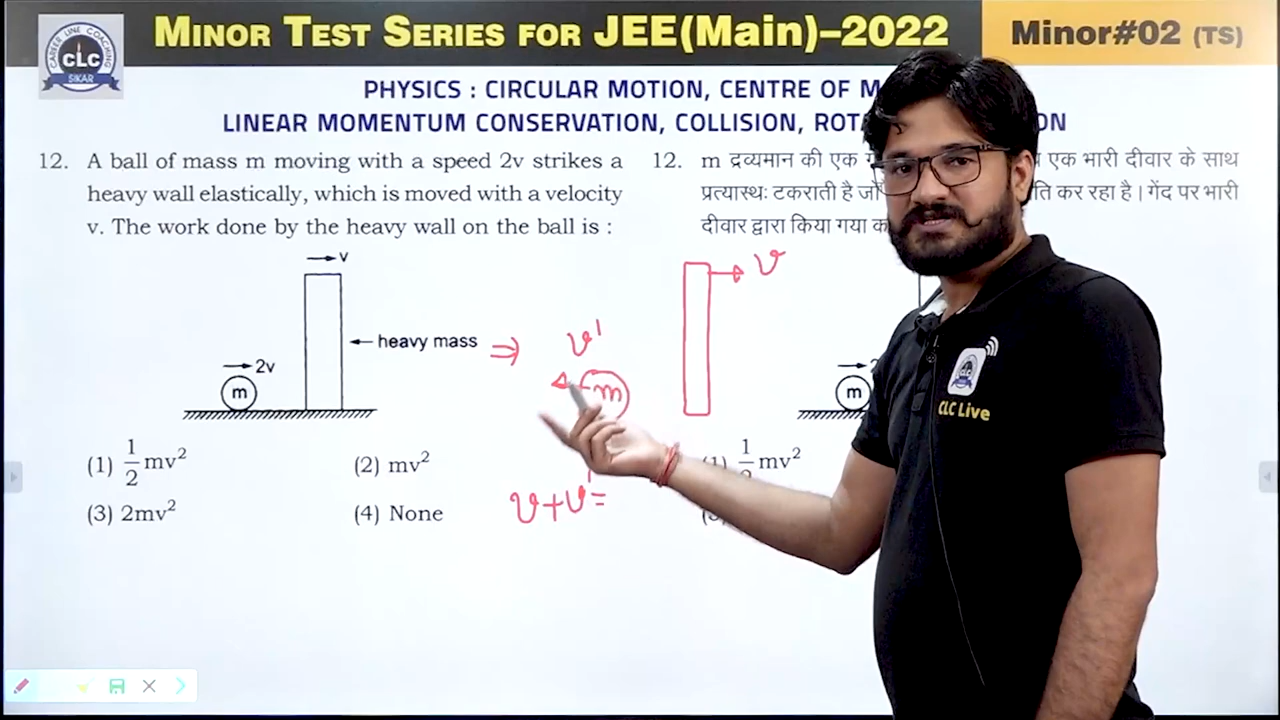 CAREER LINE COACHING
CLC
SIKAR
MINOR TEST SERIES FOR JEE(MAIN)–2022
Minor#02 (TS)
PHYSICS : CIRCULAR MOTION, CENTRE OF M
LINEAR MOMENTUM CONSERVATION, COLLISION, ROT ON
12. A ball of mass m moving with a speed 2v strikes a
heavy wall elastically, which is moved with a velocity
v. The work done by the heavy wall on the ball is :
12. m द्रव्यमान की एक एक भारी दीवार के साथ
प्रत्यास्थः टकराती है जो कर रहा है। गेंद पर भारी
दीवार द्वारा किया गया
v
heavy mass
2v
m
⇒
v'
m
v
v+v'=
m
(1) 1/2 mv²
(2) mv²
(3) 2mv²
(4) None
(1) 1/2 mv²
CLC
CLC Live